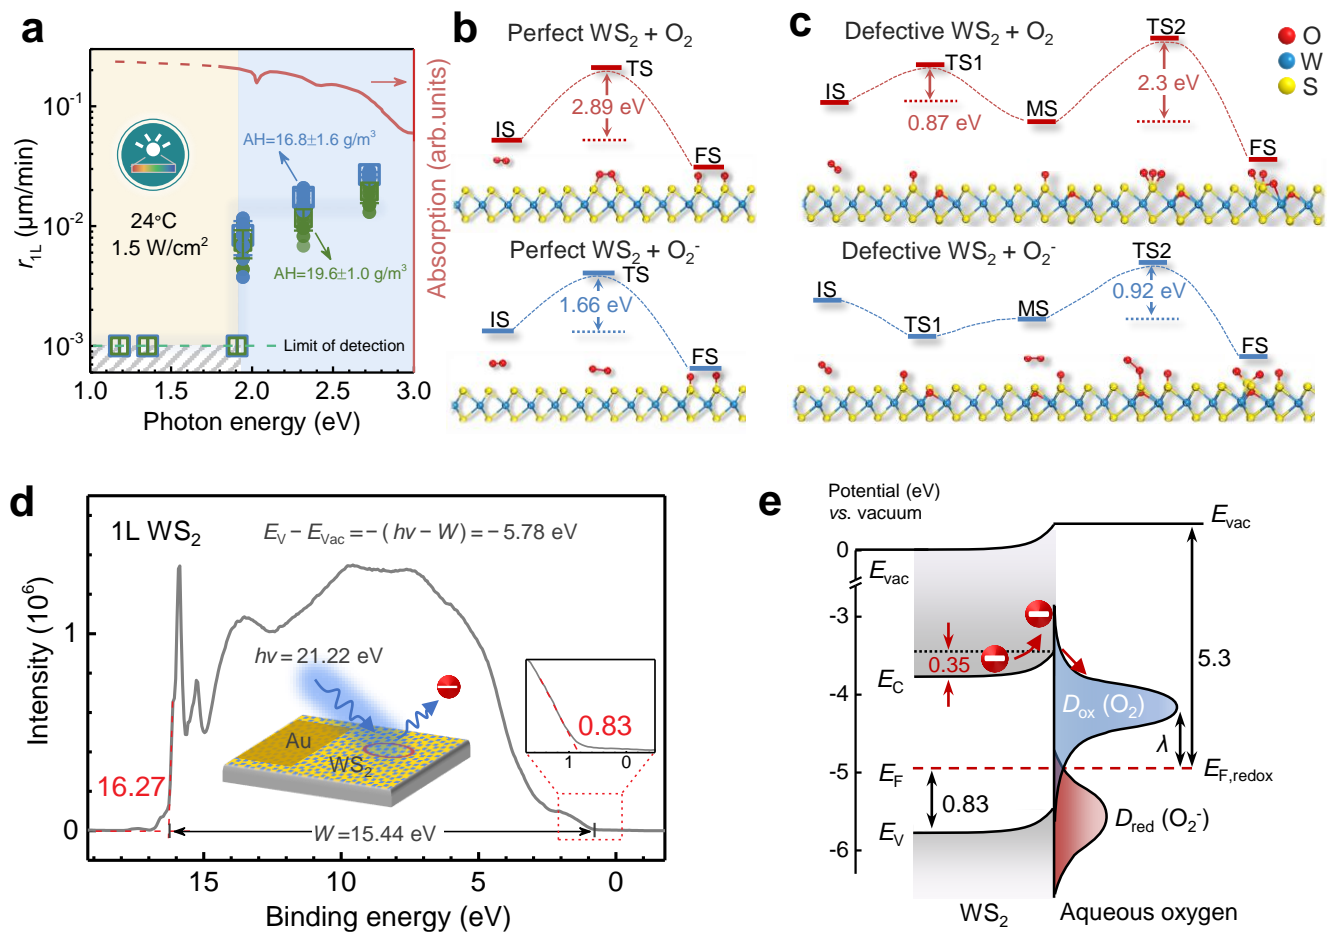 a
r1L (μm/min)
10-1
10-2
10-3
AH=16.8±1.6 g/m3
24°C
1.5 W/cm2
AH=19.6±1.0 g/m3
Limit of detection
1.0 1.5 2.0 2.5 3.0
Photon energy (eV)
Absorption (arb.units)
b
Perfect WS2 + O2
TS
2.89 eV
IS
FS
Perfect WS2 + O2-
TS
1.66 eV
IS
FS
c
Defective WS2 + O2
TS2
TS1
2.3 eV
IS
0.87 eV
MS
FS
O
W
S
Defective WS2 + O2-
TS2
IS
0.92 eV
TS1
MS
FS
d
1L WS2
EV − EVac = − ( hν − W ) = − 5.78 eV
Intensity (10^6)
1
0
hν = 21.22 eV
Au
WS2
0.83
1 0
16.27
W = 15.44 eV
15 10 5 0
Binding energy (eV)
e
Potential (eV)
vs. vacuum
Evac
0
Evac
-3
0.35
5.3
EC
-4
Dox (O2)
λ
EF
-5
EF,redox
0.83
EV
Dred (O2-)
-6
WS2 Aqueous oxygen